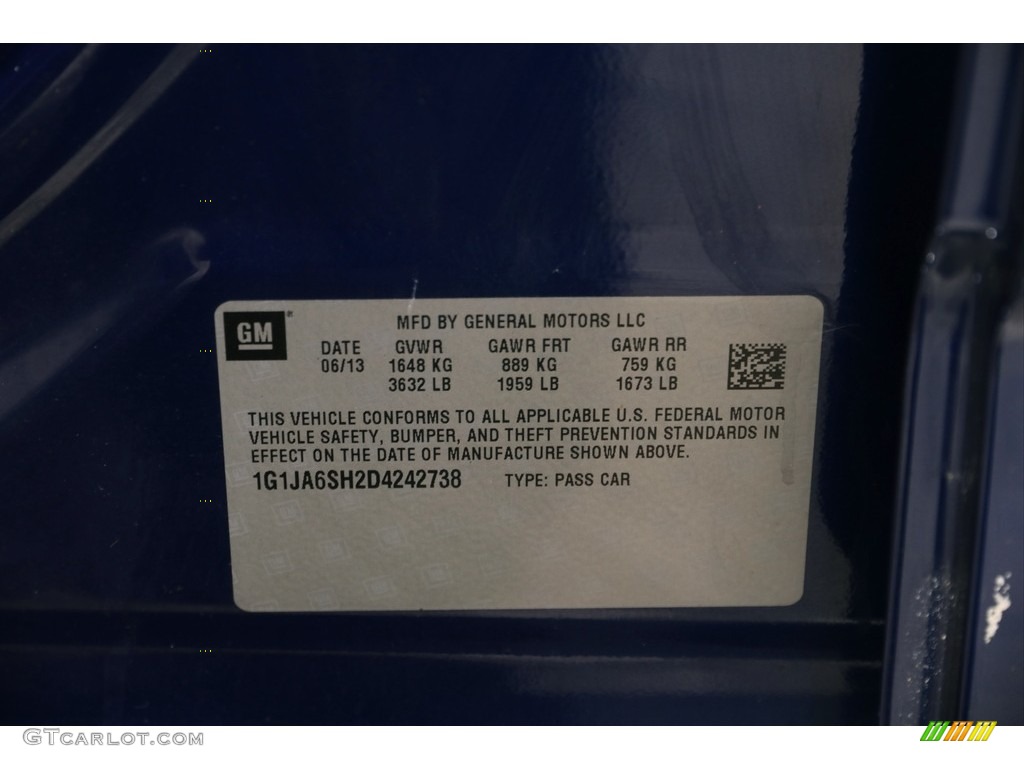 GM
MFD BY GENERAL MOTORS LLC
DATE GVWR GAWR FRT GAWR RR
06/13 1648 KG 889 KG 759 KG
3632 LB 1959 LB 1673 LB
THIS VEHICLE CONFORMS TO ALL APPLICABLE U.S. FEDERAL MOTOR
VEHICLE SAFETY, BUMPER, AND THEFT PREVENTION STANDARDS IN
EFFECT ON THE DATE OF MANUFACTURE SHOWN ABOVE.
1G1JA6SH2D4242738 TYPE: PASS CAR
GTCARLOT.COM